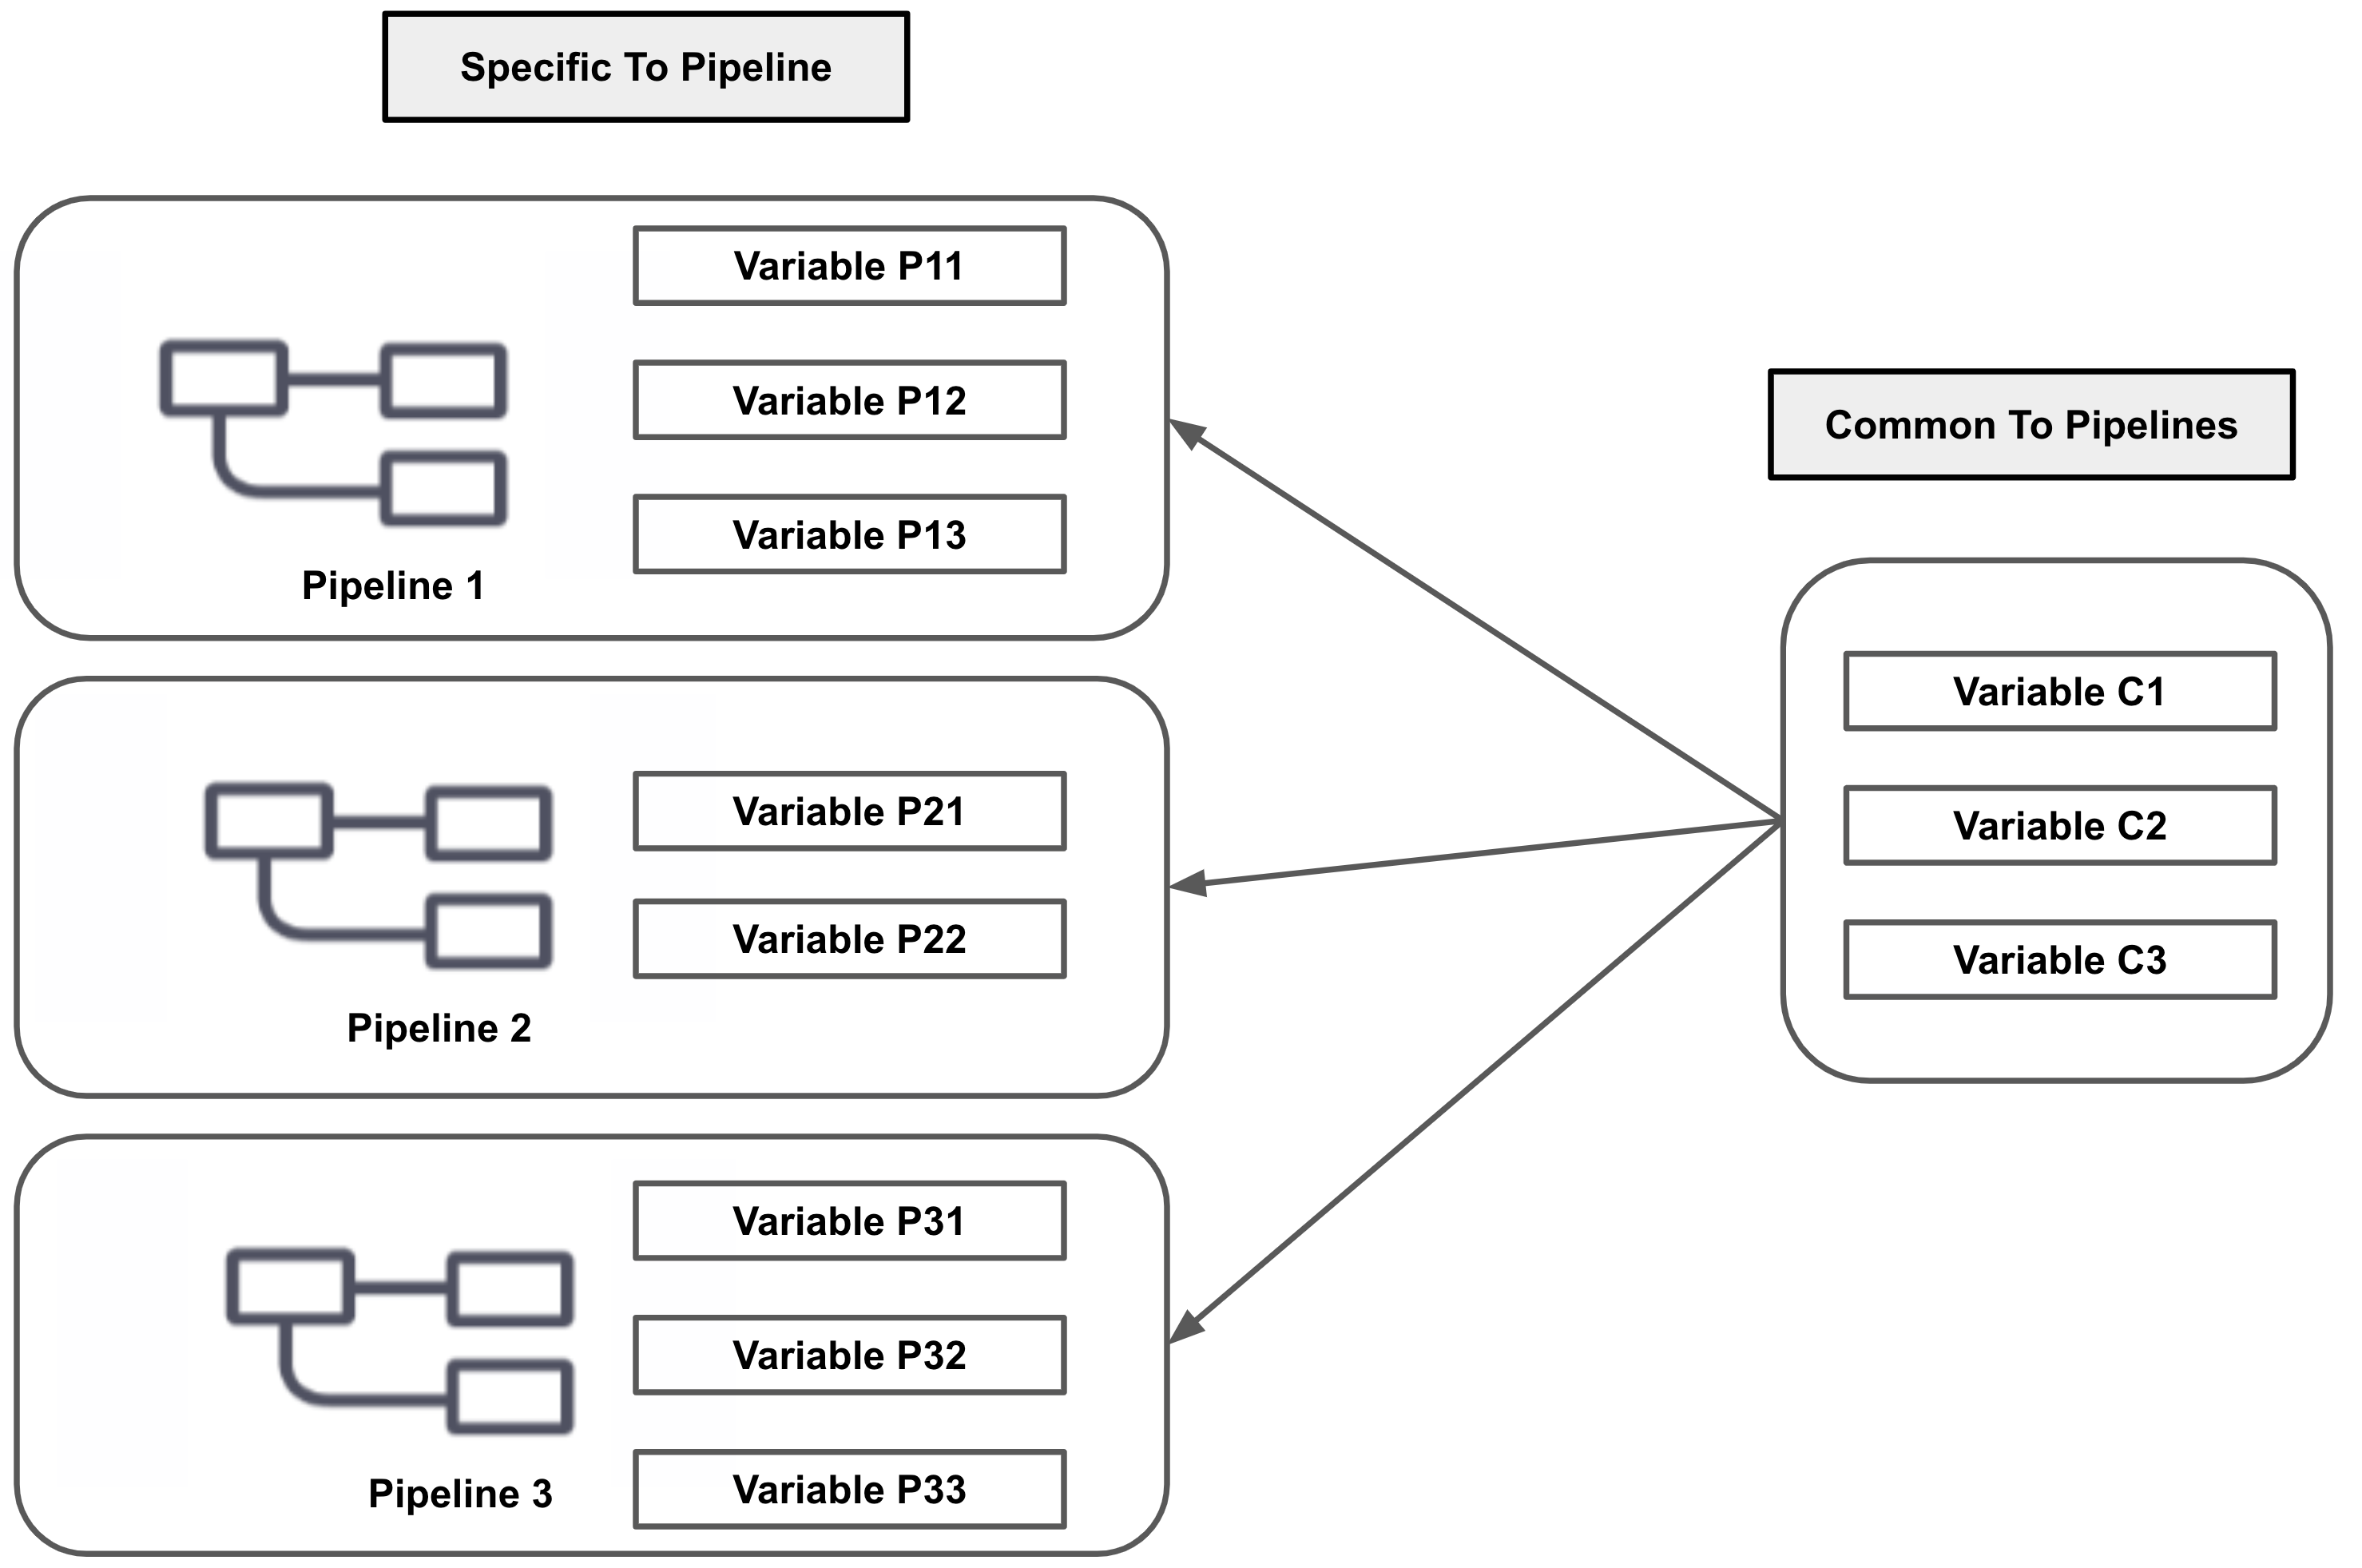 Specific To Pipeline
Variable P11
Variable P12
Variable P13
Pipeline 1
Variable P21
Variable P22
Pipeline 2
Variable P31
Variable P32
Variable P33
Pipeline 3
Common To Pipelines
Variable C1
Variable C2
Variable C3